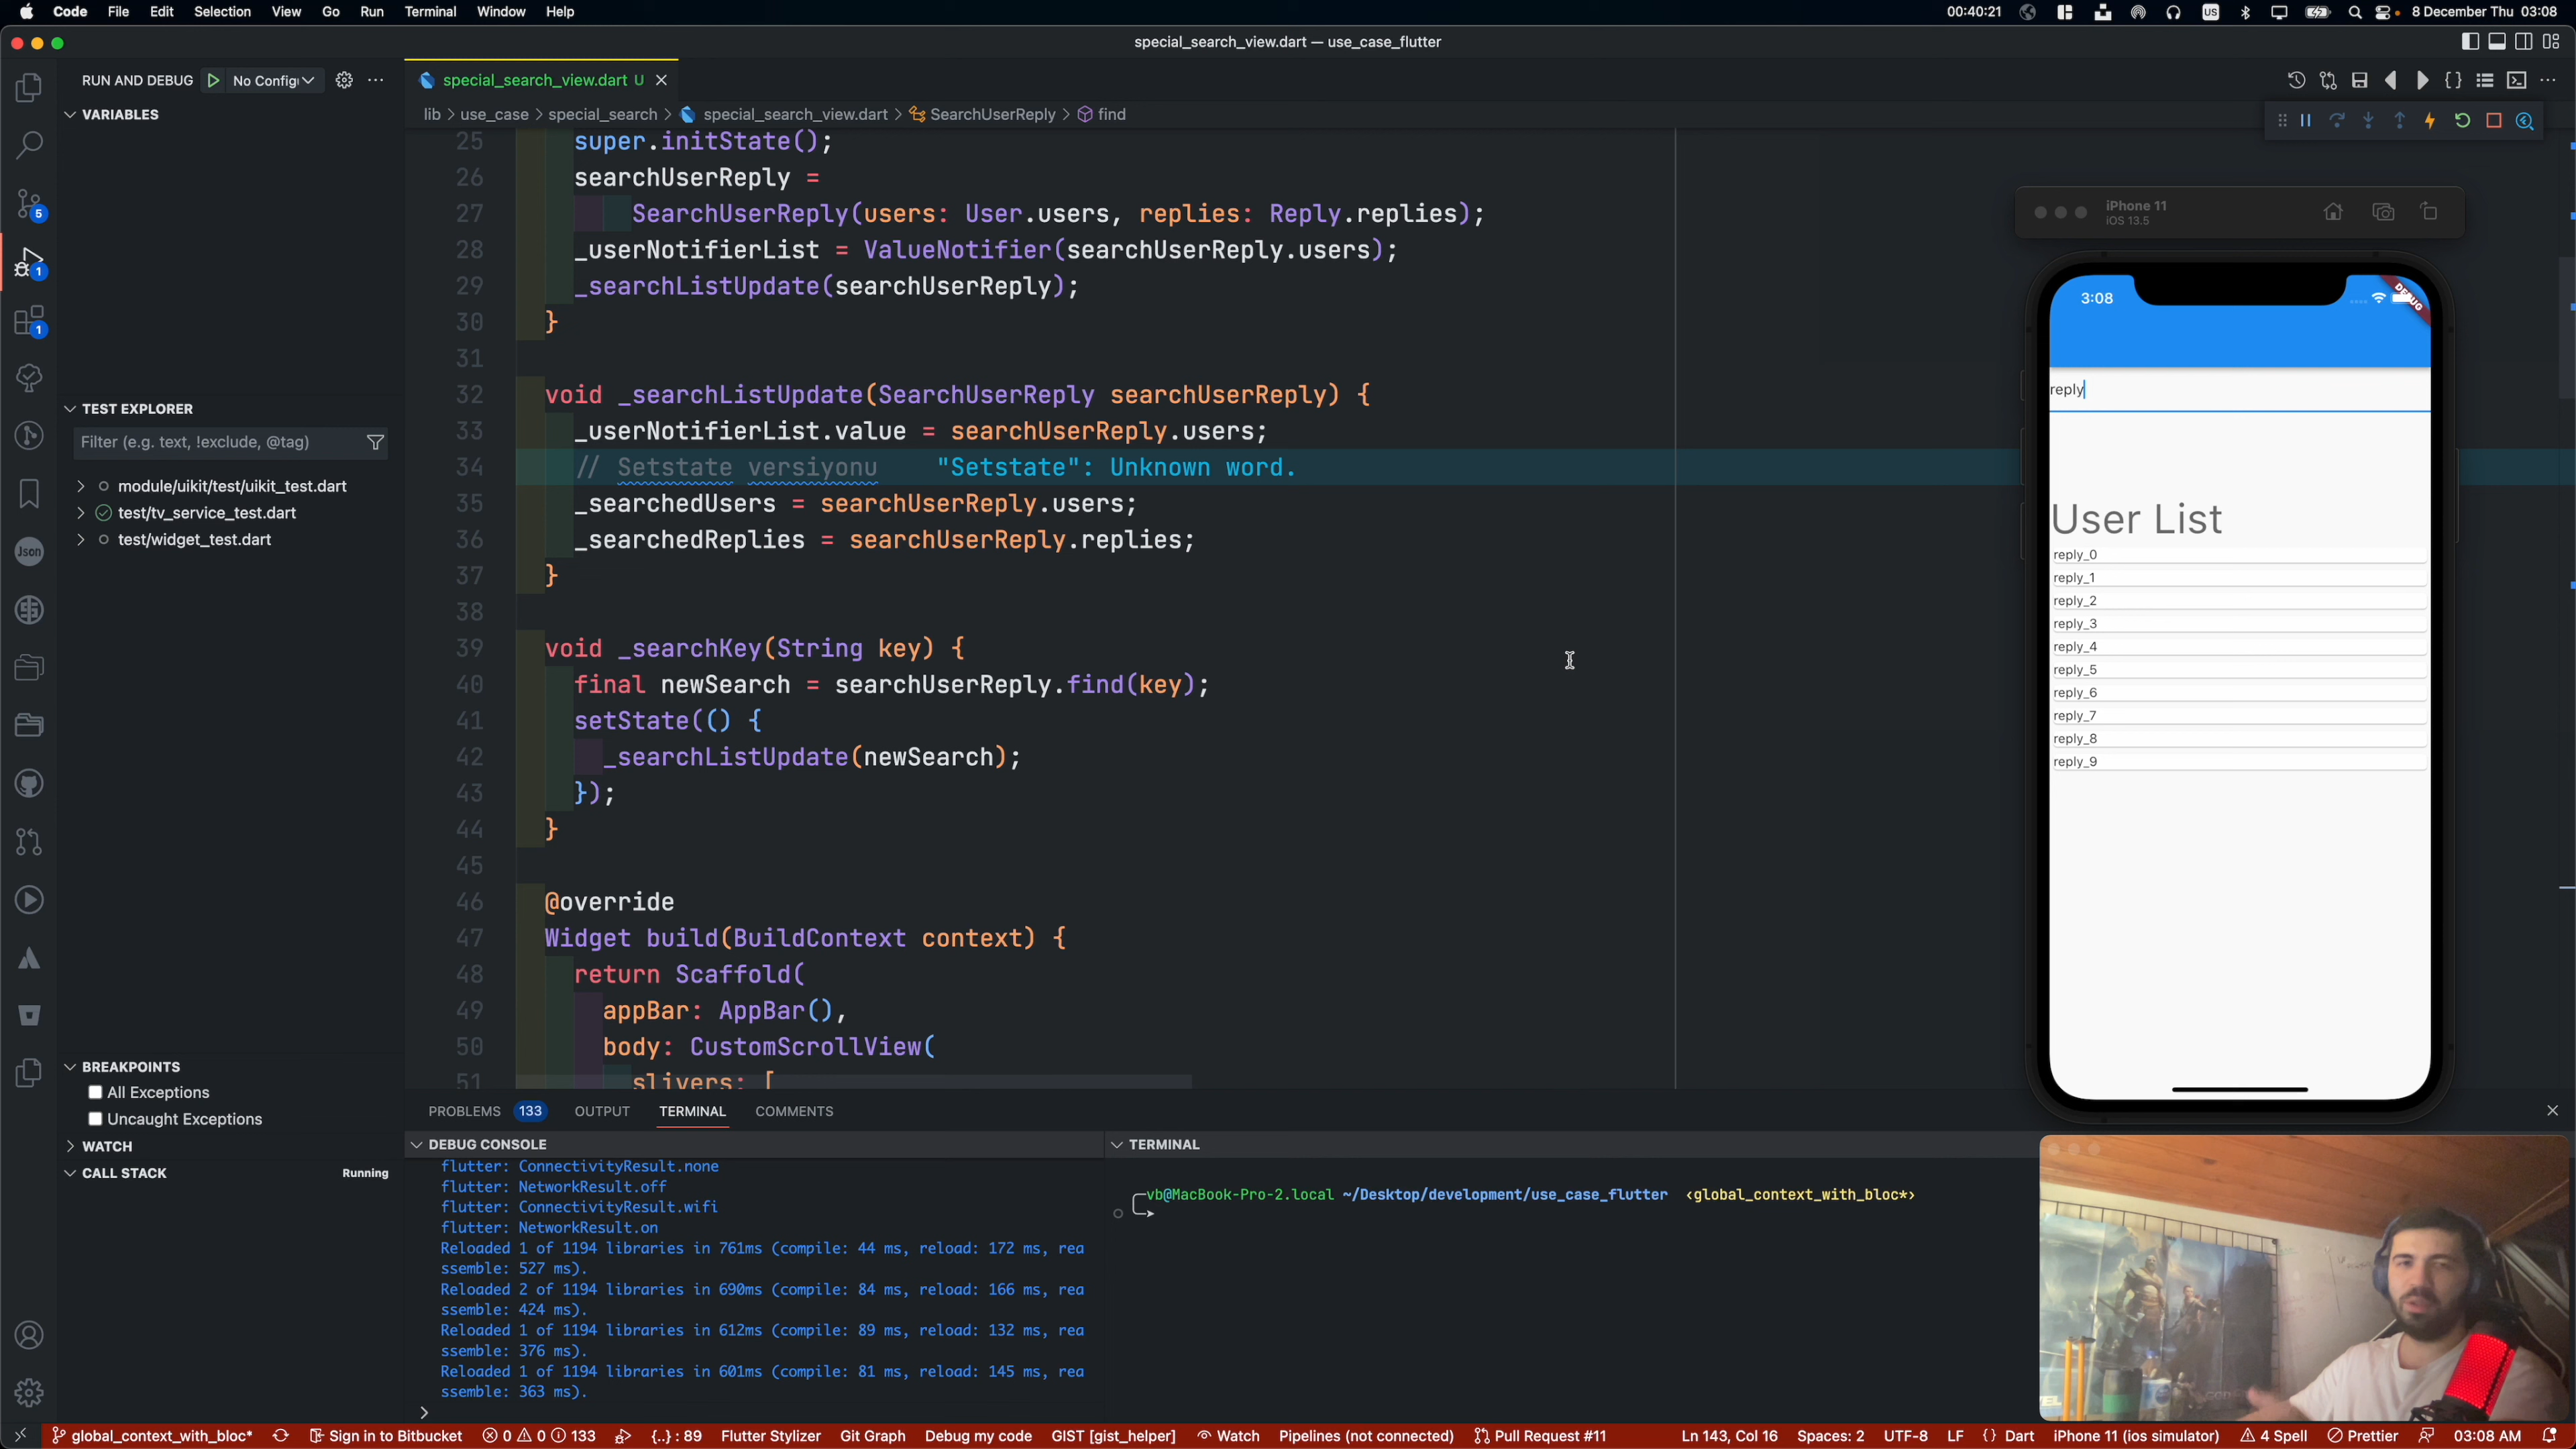 Code File Edit Selection View Go Run Terminal Window Help 00:40:21 US 8 December Thu 03:08
special_search_view.dart — use_case_flutter
RUN AND DEBUG No Config
special_search_view.dart U
lib > use_case > special_search > special_search_view.dart > SearchUserReply > find
VARIABLES
TEST EXPLORER
Filter (e.g. text, !exclude, @tag)
module/uikit/test/uikit_test.dart
test/tv_service_test.dart
test/widget_test.dart
BREAKPOINTS
All Exceptions
Uncaught Exceptions
WATCH
CALL STACK Running
5
1
1
Json
25 super.initState();
26 searchUserReply =
27 SearchUserReply(users: User.users, replies: Reply.replies);
28 _userNotifierList = ValueNotifier(searchUserReply.users);
29 _searchListUpdate(searchUserReply);
30 }
31
32 void _searchListUpdate(SearchUserReply searchUserReply) {
33 _userNotifierList.value = searchUserReply.users;
34 // Setstate versiyonu "Setstate": Unknown word.
35 _searchedUsers = searchUserReply.users;
36 _searchedReplies = searchUserReply.replies;
37 }
38
39 void _searchKey(String key) {
40 final newSearch = searchUserReply.find(key);
41 setState(() {
42 _searchListUpdate(newSearch);
43 });
44 }
45
46 @override
47 Widget build(BuildContext context) {
48 return Scaffold(
49 appBar: AppBar(),
50 body: CustomScrollView(
51 slivers: [
iPhone 11
iOS 13.5
3:08
DEBUG
reply
User List
reply_0
reply_1
reply_2
reply_3
reply_4
reply_5
reply_6
reply_7
reply_8
reply_9
PROBLEMS 133 OUTPUT TERMINAL COMMENTS
DEBUG CONSOLE
flutter: ConnectivityResult.none
flutter: NetworkResult.off
flutter: ConnectivityResult.wifi
flutter: NetworkResult.on
Reloaded 1 of 1194 libraries in 761ms (compile: 44 ms, reload: 172 ms, rea
ssemble: 527 ms).
Reloaded 2 of 1194 libraries in 690ms (compile: 84 ms, reload: 166 ms, rea
ssemble: 424 ms).
Reloaded 1 of 1194 libraries in 612ms (compile: 89 ms, reload: 132 ms, rea
ssemble: 376 ms).
Reloaded 1 of 1194 libraries in 601ms (compile: 81 ms, reload: 145 ms, rea
ssemble: 363 ms).
TERMINAL
vb@MacBook-Pro-2.local ~/Desktop/development/use_case_flutter ‹global_context_with_bloc*›
global_context_with_bloc* Sign in to Bitbucket 0 0 133 {..} : 89 Flutter Stylizer Git Graph Debug my code GIST [gist_helper] Watch Pipelines (not connected) Pull Request #11 Ln 143, Col 16 Spaces: 2 UTF-8 LF {} Dart iPhone 11 (ios simulator) 4 Spell Prettier 03:08 AM